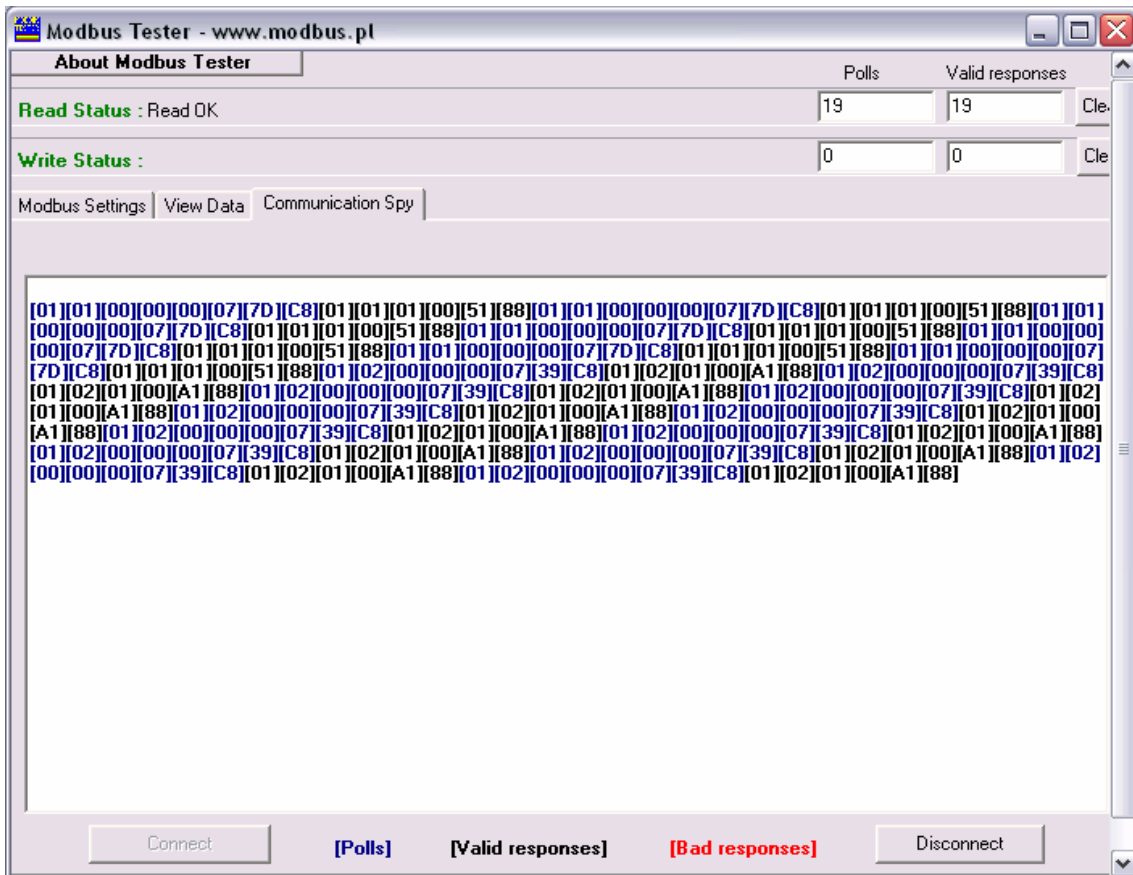 Modbus Tester - www.modbus.pl
About Modbus Tester
Polls Valid responses
Read Status : Read OK 19 19 Cle
Write Status : 0 0 Cle
Modbus Settings View Data Communication Spy
[01][01][00][00][00][07][7D][C8][01][01][01][00][51][88][01][01][00][00][00][07][7D][C8][01][01][01][00][51][88][01][01]
[00][00][00][07][7D][C8][01][01][01][00][51][88][01][01][00][00][00][07][7D][C8][01][01][01][00][51][88][01][01][00][00]
[00][07][7D][C8][01][01][01][00][51][88][01][01][00][00][00][07][7D][C8][01][01][01][00][51][88][01][01][00][00][00][07]
[7D][C8][01][01][01][00][51][88][01][02][00][00][00][07][39][C8][01][02][01][00][A1][88][01][02][00][00][00][07][39][C8]
[01][02][01][00][A1][88][01][02][00][00][00][07][39][C8][01][02][01][00][A1][88][01][02][00][00][00][07][39][C8][01][02]
[01][00][A1][88][01][02][00][00][00][07][39][C8][01][02][01][00][A1][88][01][02][00][00][00][07][39][C8][01][02][01][00]
[A1][88][01][02][00][00][00][07][39][C8][01][02][01][00][A1][88][01][02][00][00][00][07][39][C8][01][02][01][00][A1][88]
[01][02][00][00][00][07][39][C8][01][02][01][00][A1][88][01][02][00][00][00][07][39][C8][01][02][01][00][A1][88][01][02]
[00][00][00][07][39][C8][01][02][01][00][A1][88][01][02][00][00][00][07][39][C8][01][02][01][00][A1][88]
Connect [Polls] [Valid responses] [Bad responses] Disconnect